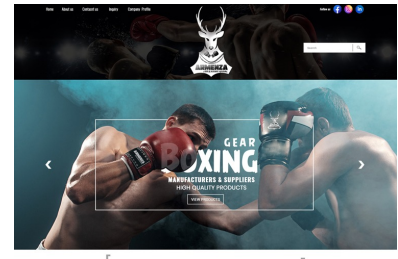 Home About us Contact us Inquiry Company Profile
Follow us
ARMENZA
Search
GEAR
BOXING
MANUFACTURERS & SUPPLIERS
HIGH QUALITY PRODUCTS
VIEW PRODUCTS